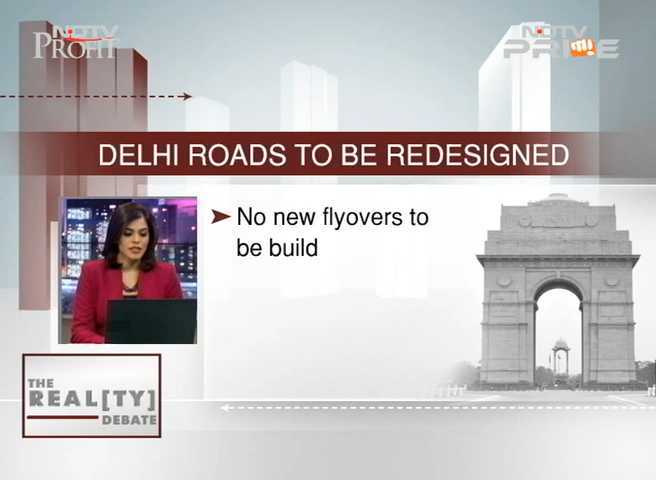 NDTV
PROFIT
NDTV
PRIME
DELHI ROADS TO BE REDESIGNED
No new flyovers to
be build
THE
REAL[TY]
DEBATE